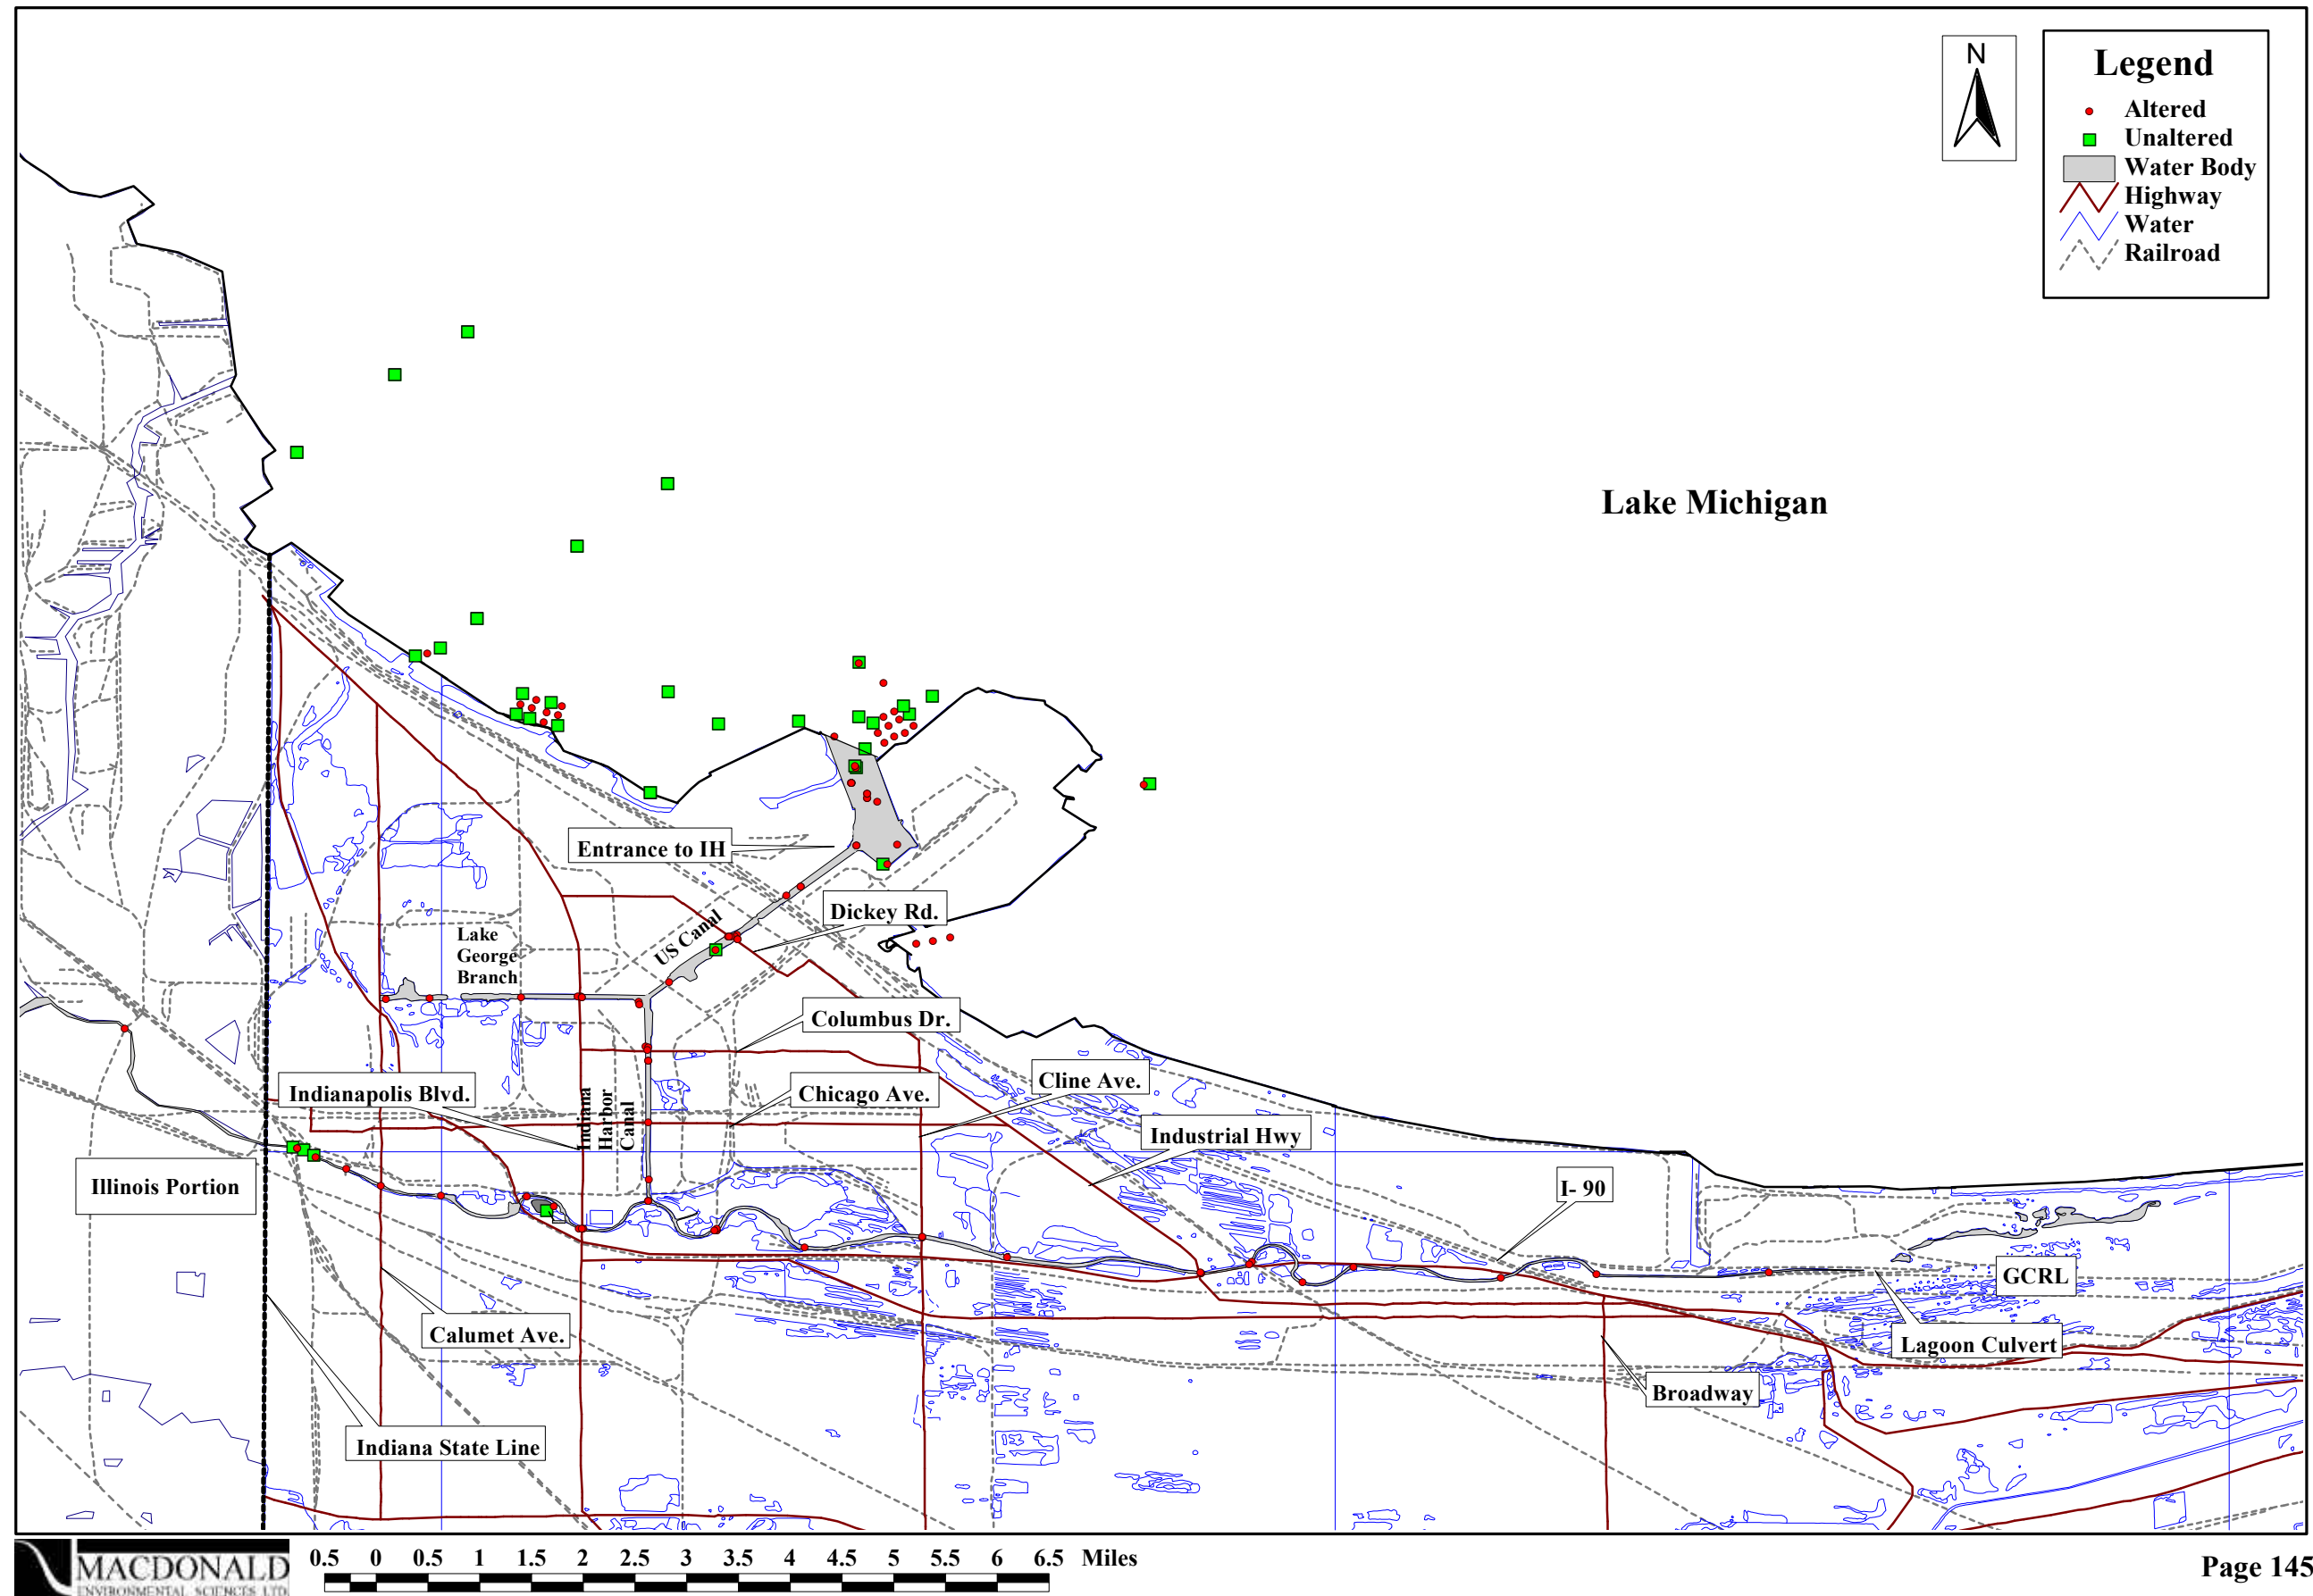 N
Legend
Altered
Unaltered
Water Body
Highway
Water
Railroad
Lake Michigan
Entrance to IH
Dickey Rd.
US Canal
Lake
George
Branch
Columbus Dr.
Cline Ave.
Indianapolis Blvd.
Chicago Ave.
Indiana
Harbor
Canal
Industrial Hwy
Illinois Portion
I- 90
GCRL
Calumet Ave.
Lagoon Culvert
Broadway
Indiana State Line
MACDONALD
ENVIRONMENTAL SCIENCES LTD.
0.5 0 0.5 1 1.5 2 2.5 3 3.5 4 4.5 5 5.5 6 6.5 Miles
Page 145